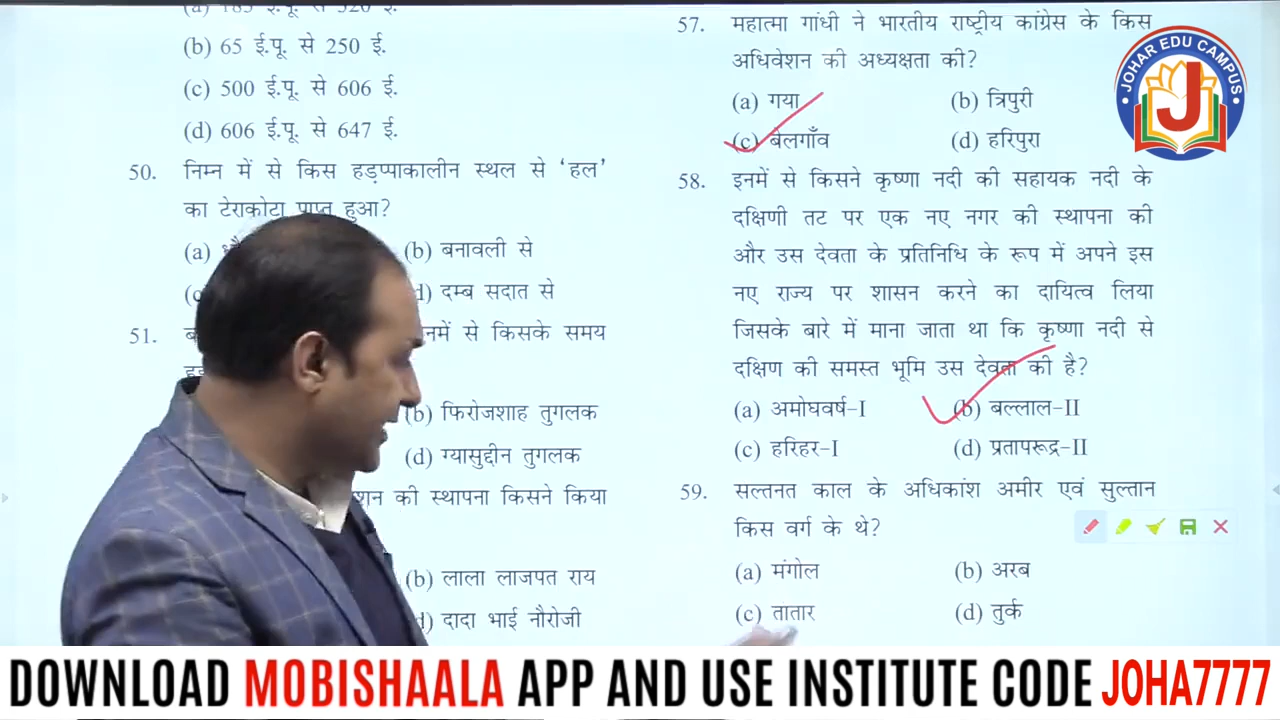 (b) 65 ई.पू. से 250 ई.
(c) 500 ई.पू. से 606 ई.
(d) 606 ई.पू. से 647 ई.
50. निम्न में से किस हड़प्पाकालीन स्थल से ‘हल’
का टेराकोटा प्राप्त हुआ?
(a)
(b) बनावली से
d) दम्ब सदात से
51.
नमें से किसके समय
(b) फिरोजशाह तुगलक
(d) ग्यासुद्दीन तुगलक
शन की स्थापना किसने किया
(b) लाला लाजपत राय
d) दादा भाई नौरोजी
57. महात्मा गांधी ने भारतीय राष्ट्रीय कांग्रेस के किस
अधिवेशन की अध्यक्षता की?
(a) गया (b) त्रिपुरी
(c) बेलगाँव (d) हरिपुरा
58. इनमें से किसने कृष्णा नदी की सहायक नदी के
दक्षिणी तट पर एक नए नगर की स्थापना की
और उस देवता के प्रतिनिधि के रूप में अपने इस
नए राज्य पर शासन करने का दायित्व लिया
जिसके बारे में माना जाता था कि कृष्णा नदी से
दक्षिण की समस्त भूमि उस देवता की है?
(a) अमोघवर्ष-I (b) बल्लाल-II
(c) हरिहर-I (d) प्रतापरूद्र-II
59. सल्तनत काल के अधिकांश अमीर एवं सुल्तान
किस वर्ग के थे?
(a) मंगोल (b) अरब
(c) तातार (d) तुर्क
JOHAR EDU CAMPUS
J
DOWNLOAD MOBISHAALA APP AND USE INSTITUTE CODE JOHA7777